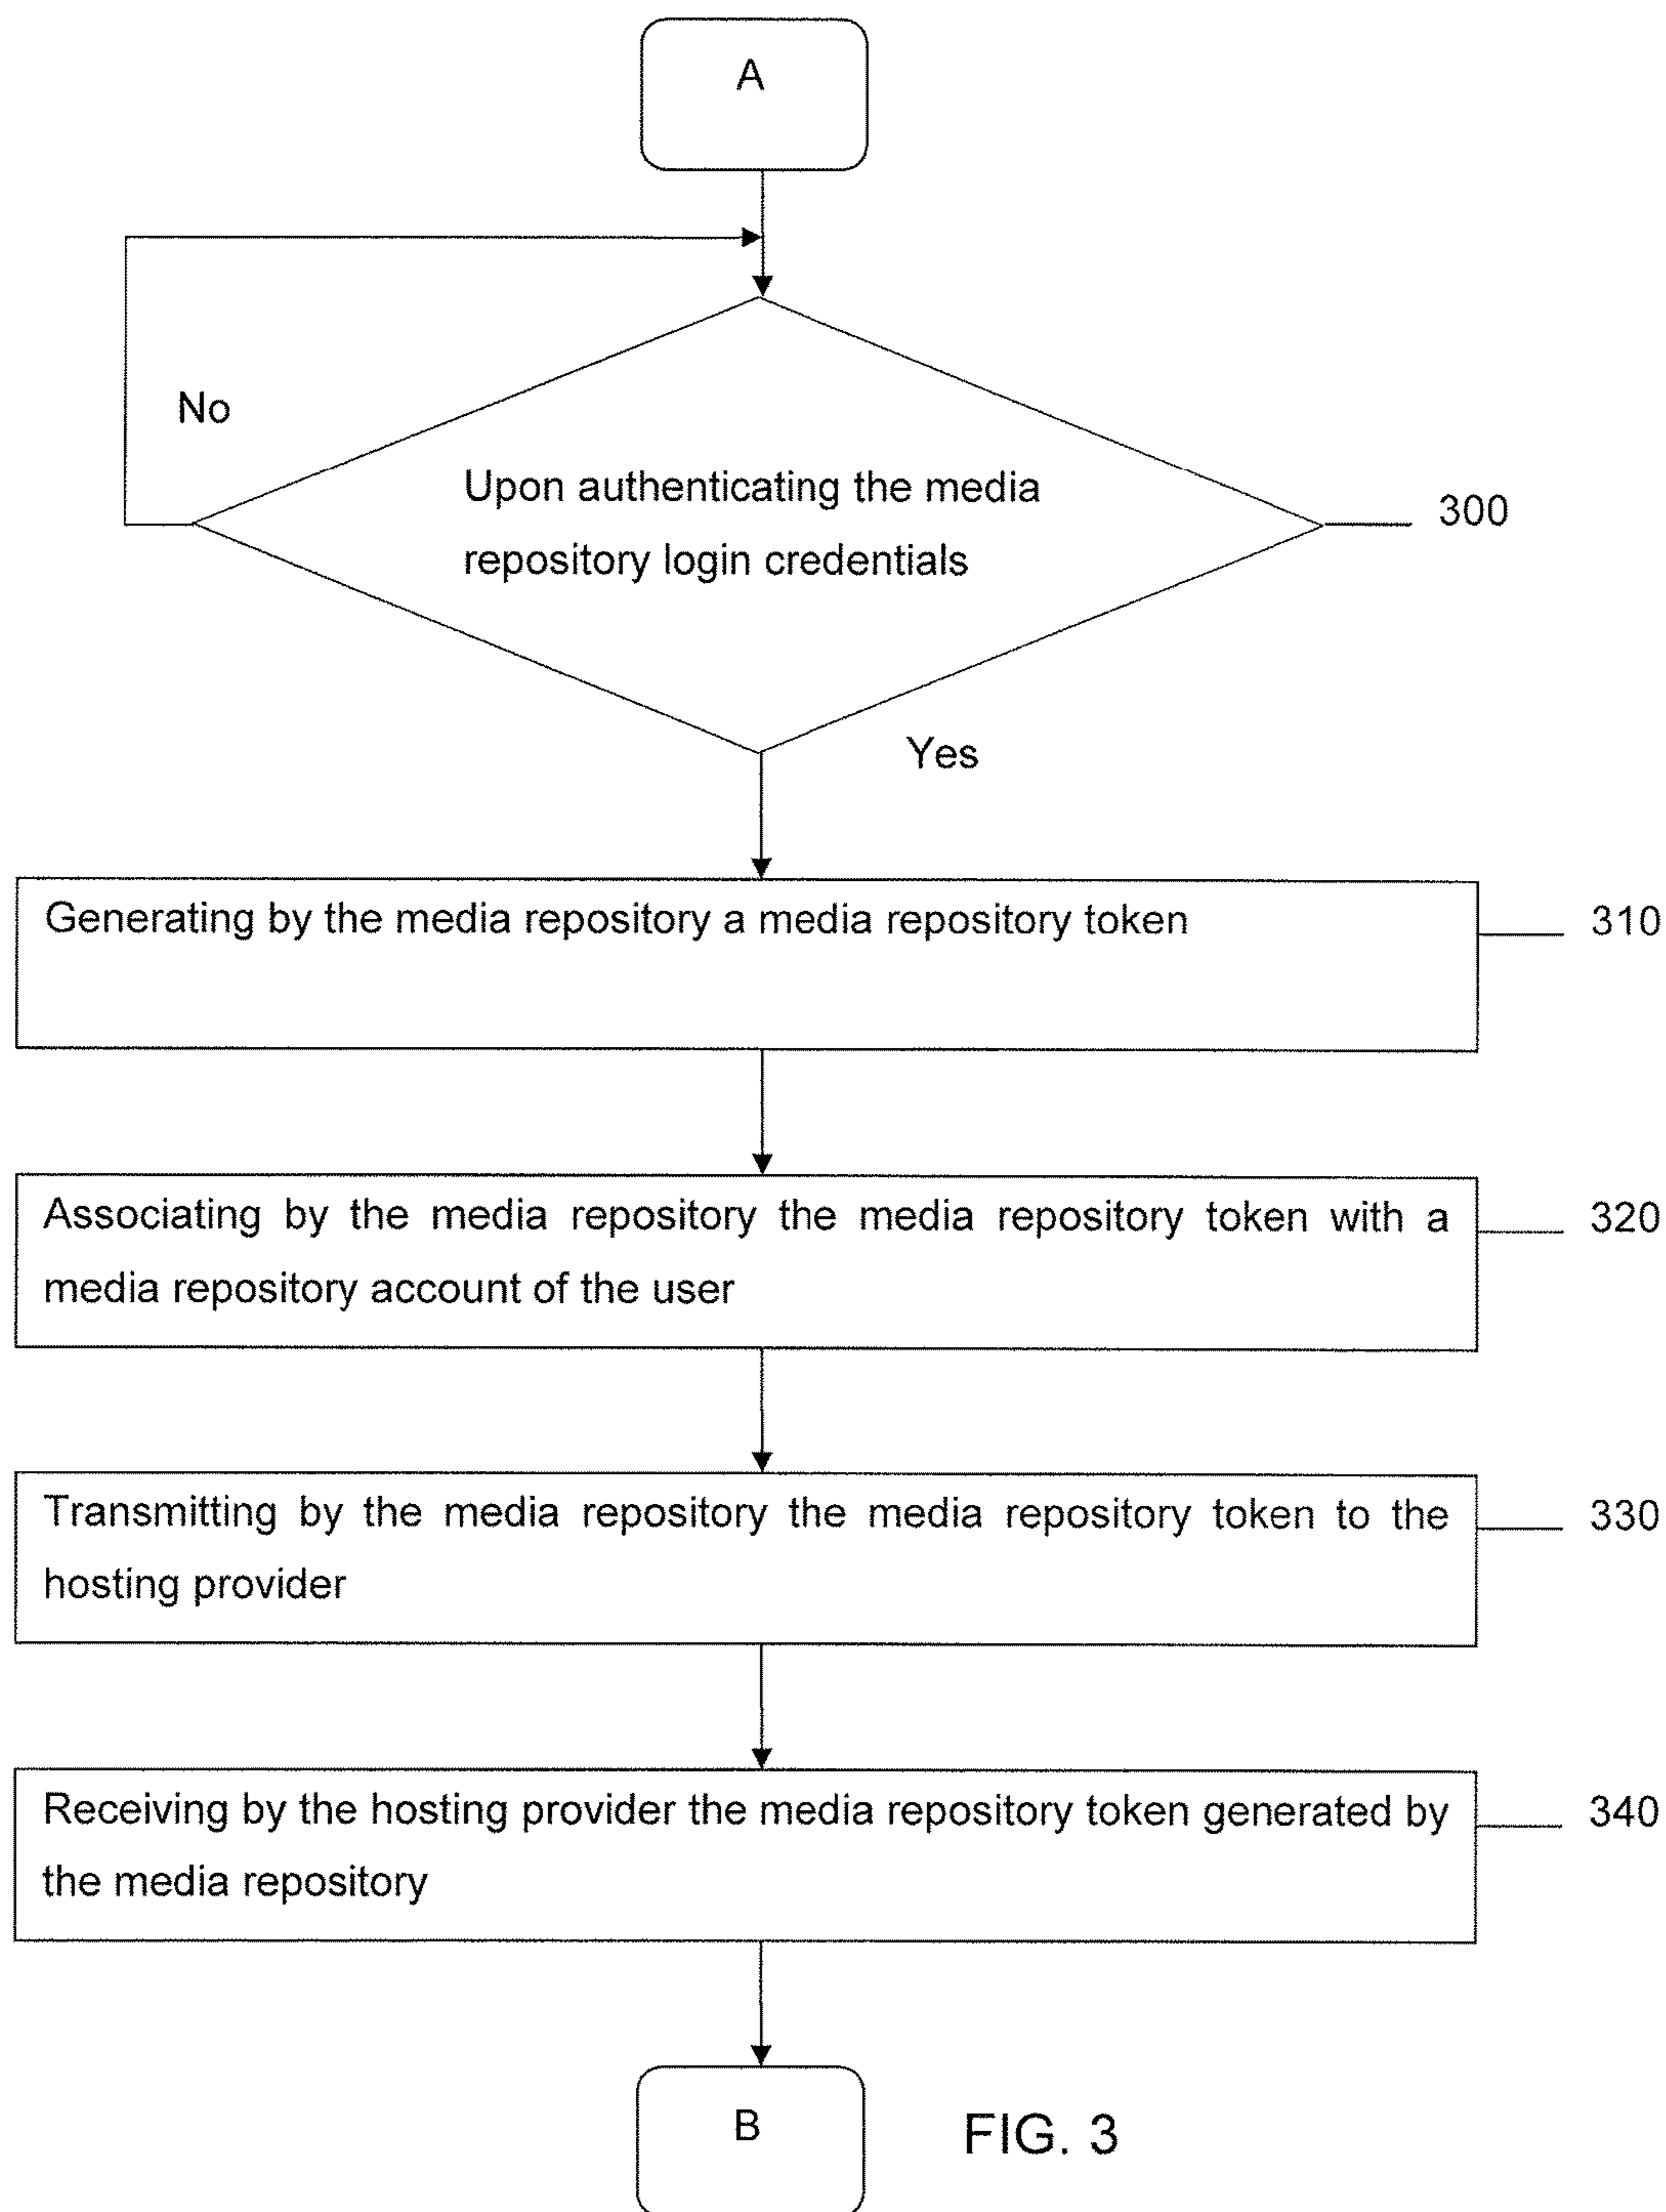 A
No
Upon authenticating the media
repository login credentials
300
Yes
Generating by the media repository a media repository token
310
Associating by the media repository the media repository token with a
media repository account of the user
320
Transmitting by the media repository the media repository token to the
hosting provider
330
Receiving by the hosting provider the media repository token generated by
the media repository
340
B
FIG. 3